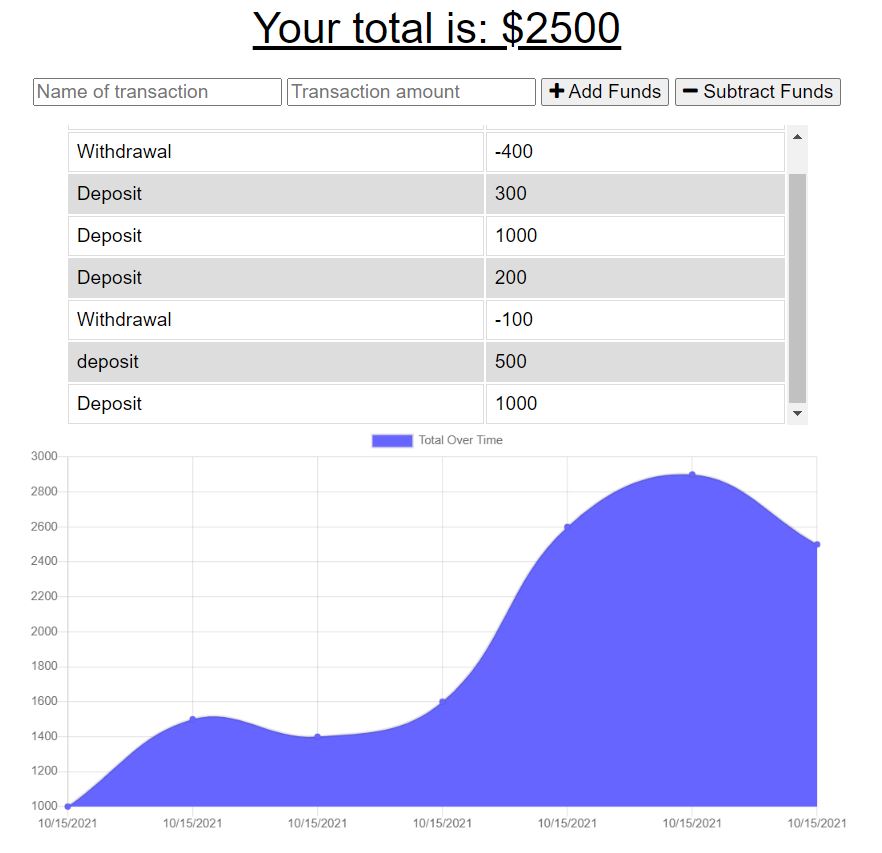 Your total is: $2500
Name of transaction Transaction amount Add Funds Subtract Funds
Withdrawal -400
Deposit 300
Deposit 1000
Deposit 200
Withdrawal -100
deposit 500
Deposit 1000
Total Over Time
3000
2800
2600
2400
2200
2000
1800
1600
1400
1200
1000
10/15/2021 10/15/2021 10/15/2021 10/15/2021 10/15/2021 10/15/2021 10/15/2021